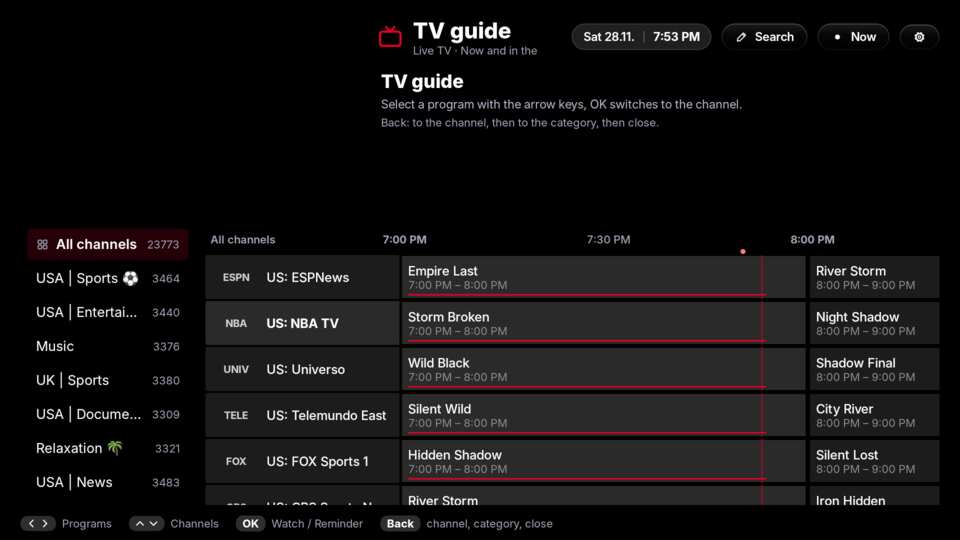 TV guide
Live TV · Now and in the
Sat 28.11. | 7:53 PM
Search
Now
TV guide
Select a program with the arrow keys, OK switches to the channel.
Back: to the channel, then to the category, then close.
All channels 23773
USA | Sports ⚽ 3464
USA | Entertai... 3440
Music 3376
UK | Sports 3380
USA | Docume... 3309
Relaxation 🌴 3321
USA | News 3483
All channels 7:00 PM 7:30 PM 8:00 PM
ESPN US: ESPNews
Empire Last
7:00 PM – 8:00 PM
River Storm
8:00 PM – 9:00 PM
NBA US: NBA TV
Storm Broken
7:00 PM – 8:00 PM
Night Shadow
8:00 PM – 9:00 PM
UNIV US: Universo
Wild Black
7:00 PM – 8:00 PM
Shadow Final
8:00 PM – 9:00 PM
TELE US: Telemundo East
Silent Wild
7:00 PM – 8:00 PM
City River
8:00 PM – 9:00 PM
FOX US: FOX Sports 1
Hidden Shadow
7:00 PM – 8:00 PM
Silent Lost
8:00 PM – 9:00 PM
River Storm
Iron Hidden
Programs
Channels
OK Watch / Reminder
Back channel, category, close